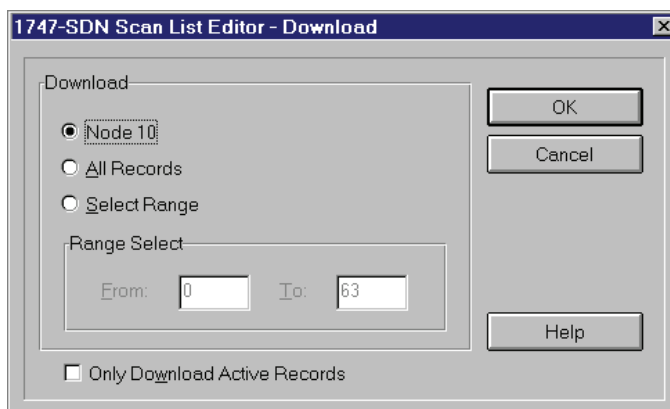 1747-SDN Scan List Editor - Download
Download
Node 10
All Records
Select Range
Range Select
From: 0 To: 63
Only Download Active Records
OK
Cancel
Help